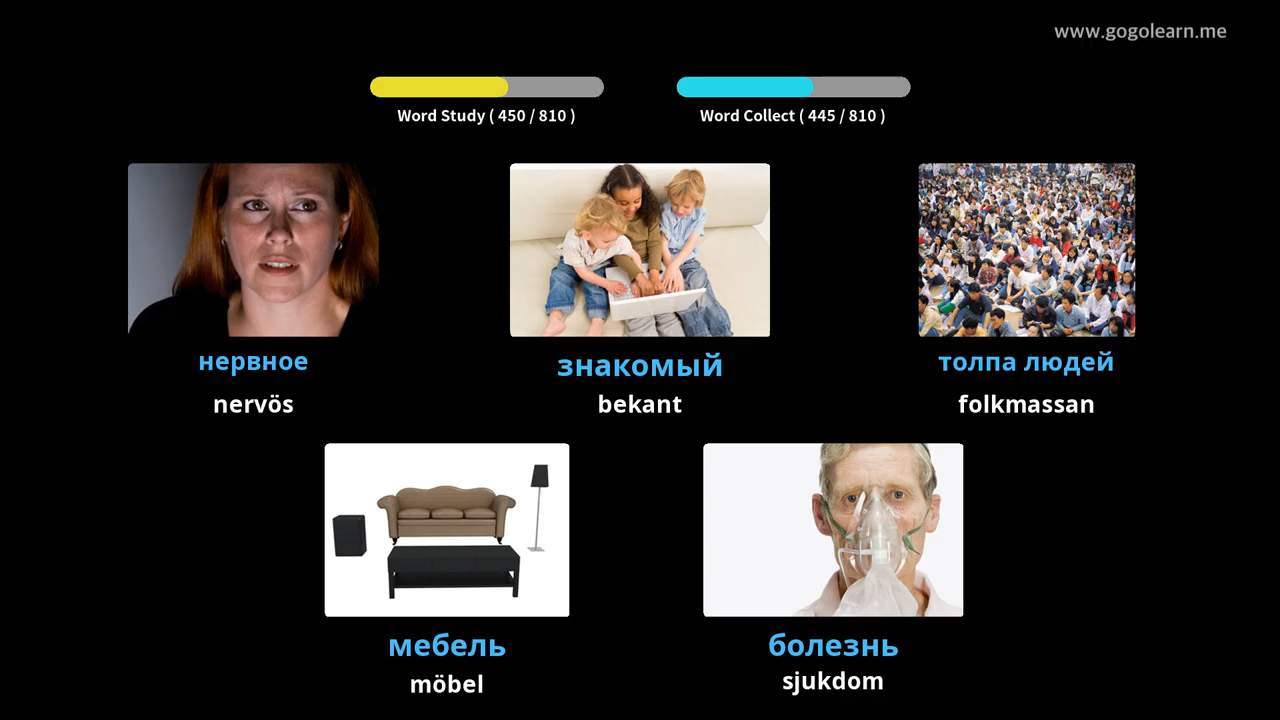 www.gogolearn.me
Word Study ( 450 / 810 )
Word Collect ( 445 / 810 )
нервное
знакомый
толпа людей
nervös
bekant
folkmassan
мебель
болезнь
möbel
sjukdom